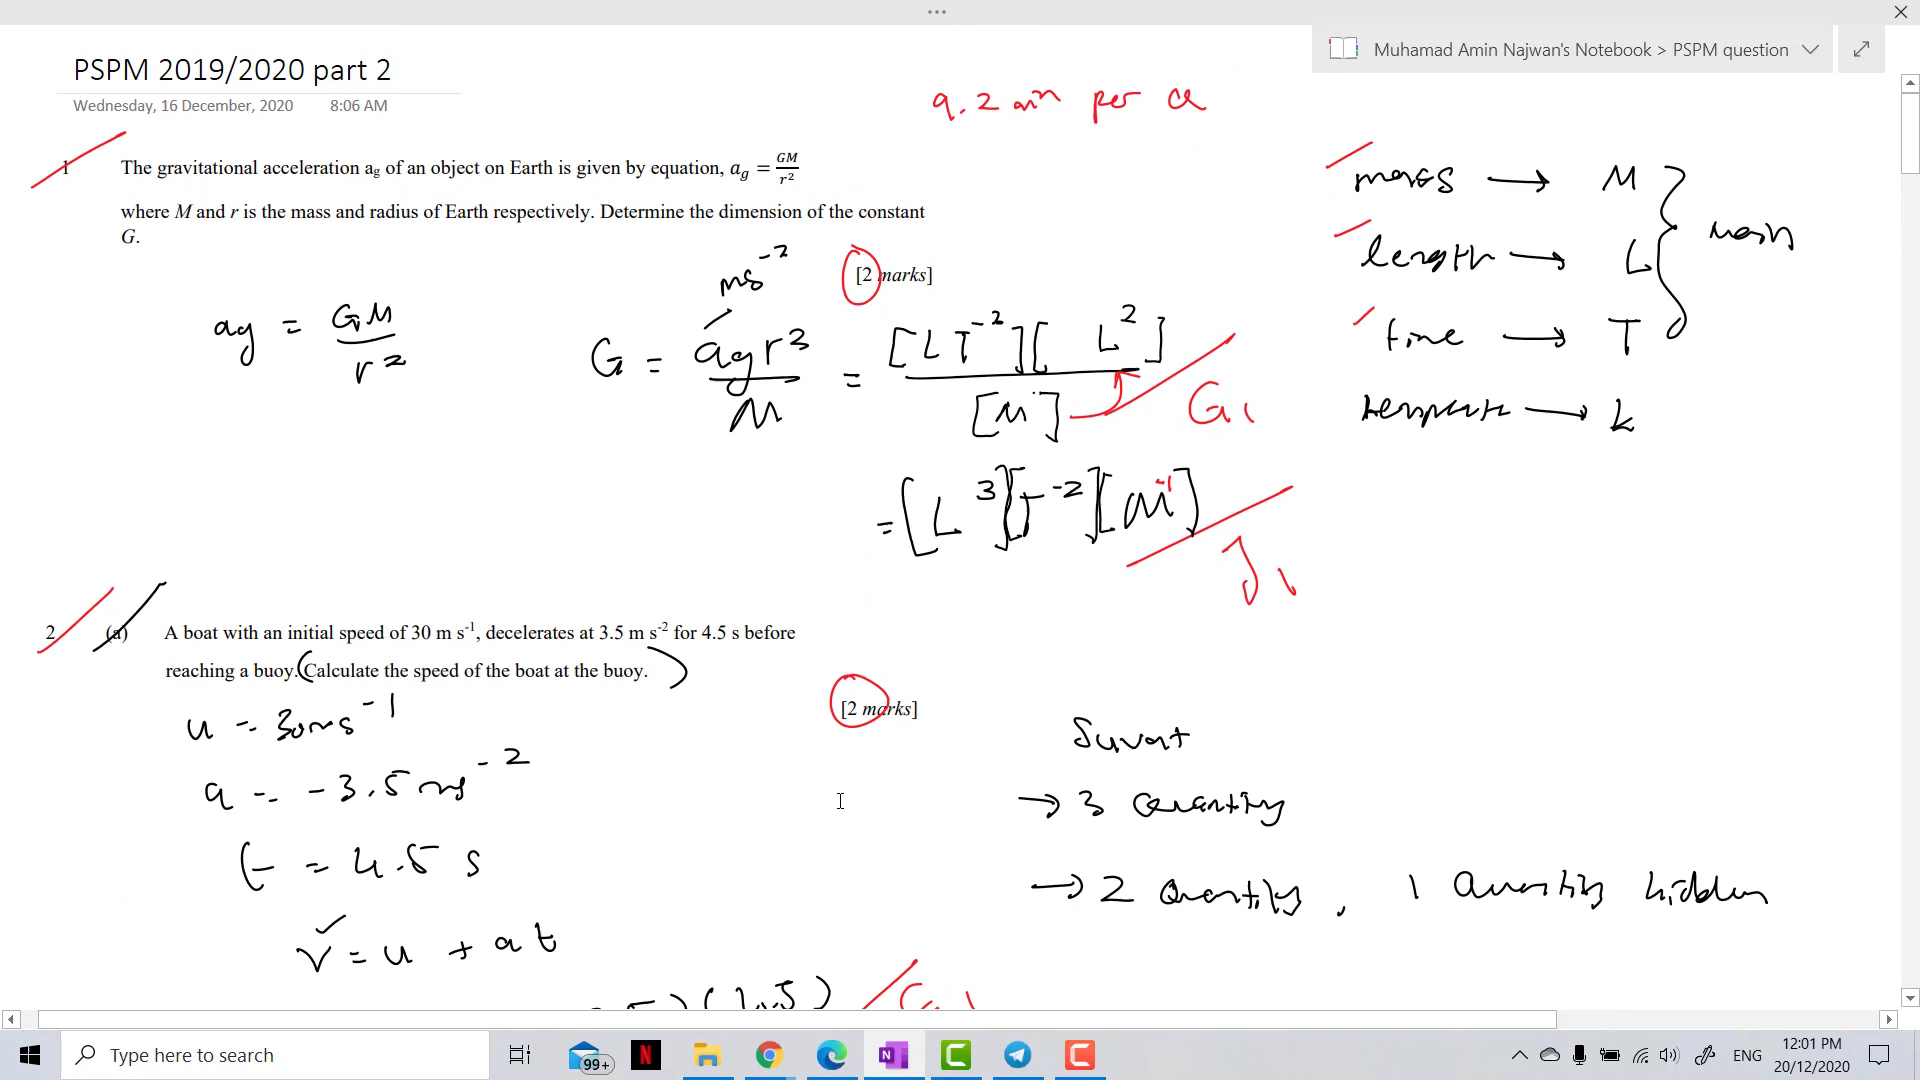 Muhamad Amin Najwan's Notebook > PSPM question
PSPM 2019/2020 part 2
Wednesday, 16 December, 2020 8:06 AM
9.2 min per Q
1 The gravitational acceleration ag of an object on Earth is given by equation, ag = GM/r²
where M and r is the mass and radius of Earth respectively. Determine the dimension of the constant
G.
[2 marks]
mass → M
length → L
time → T
main
→ k
ms⁻²
ag = GM/r²
G = ag r²/M = [LT⁻²][L²]/[M]
G1
= [L³][T⁻²][M⁻¹]
J1
2 (a) A boat with an initial speed of 30 m s⁻¹, decelerates at 3.5 m s⁻² for 4.5 s before
reaching a buoy. (Calculate the speed of the boat at the buoy.)
[2 marks]
u = 30ms⁻¹
a = -3.5ms⁻²
t = 4.5 s
v = u + at
Suvat
→ 3 Quantity
→ 2 Quantity, 1 Quantity hidden
Type here to search
99+
N
ENG
12:01 PM
20/12/2020